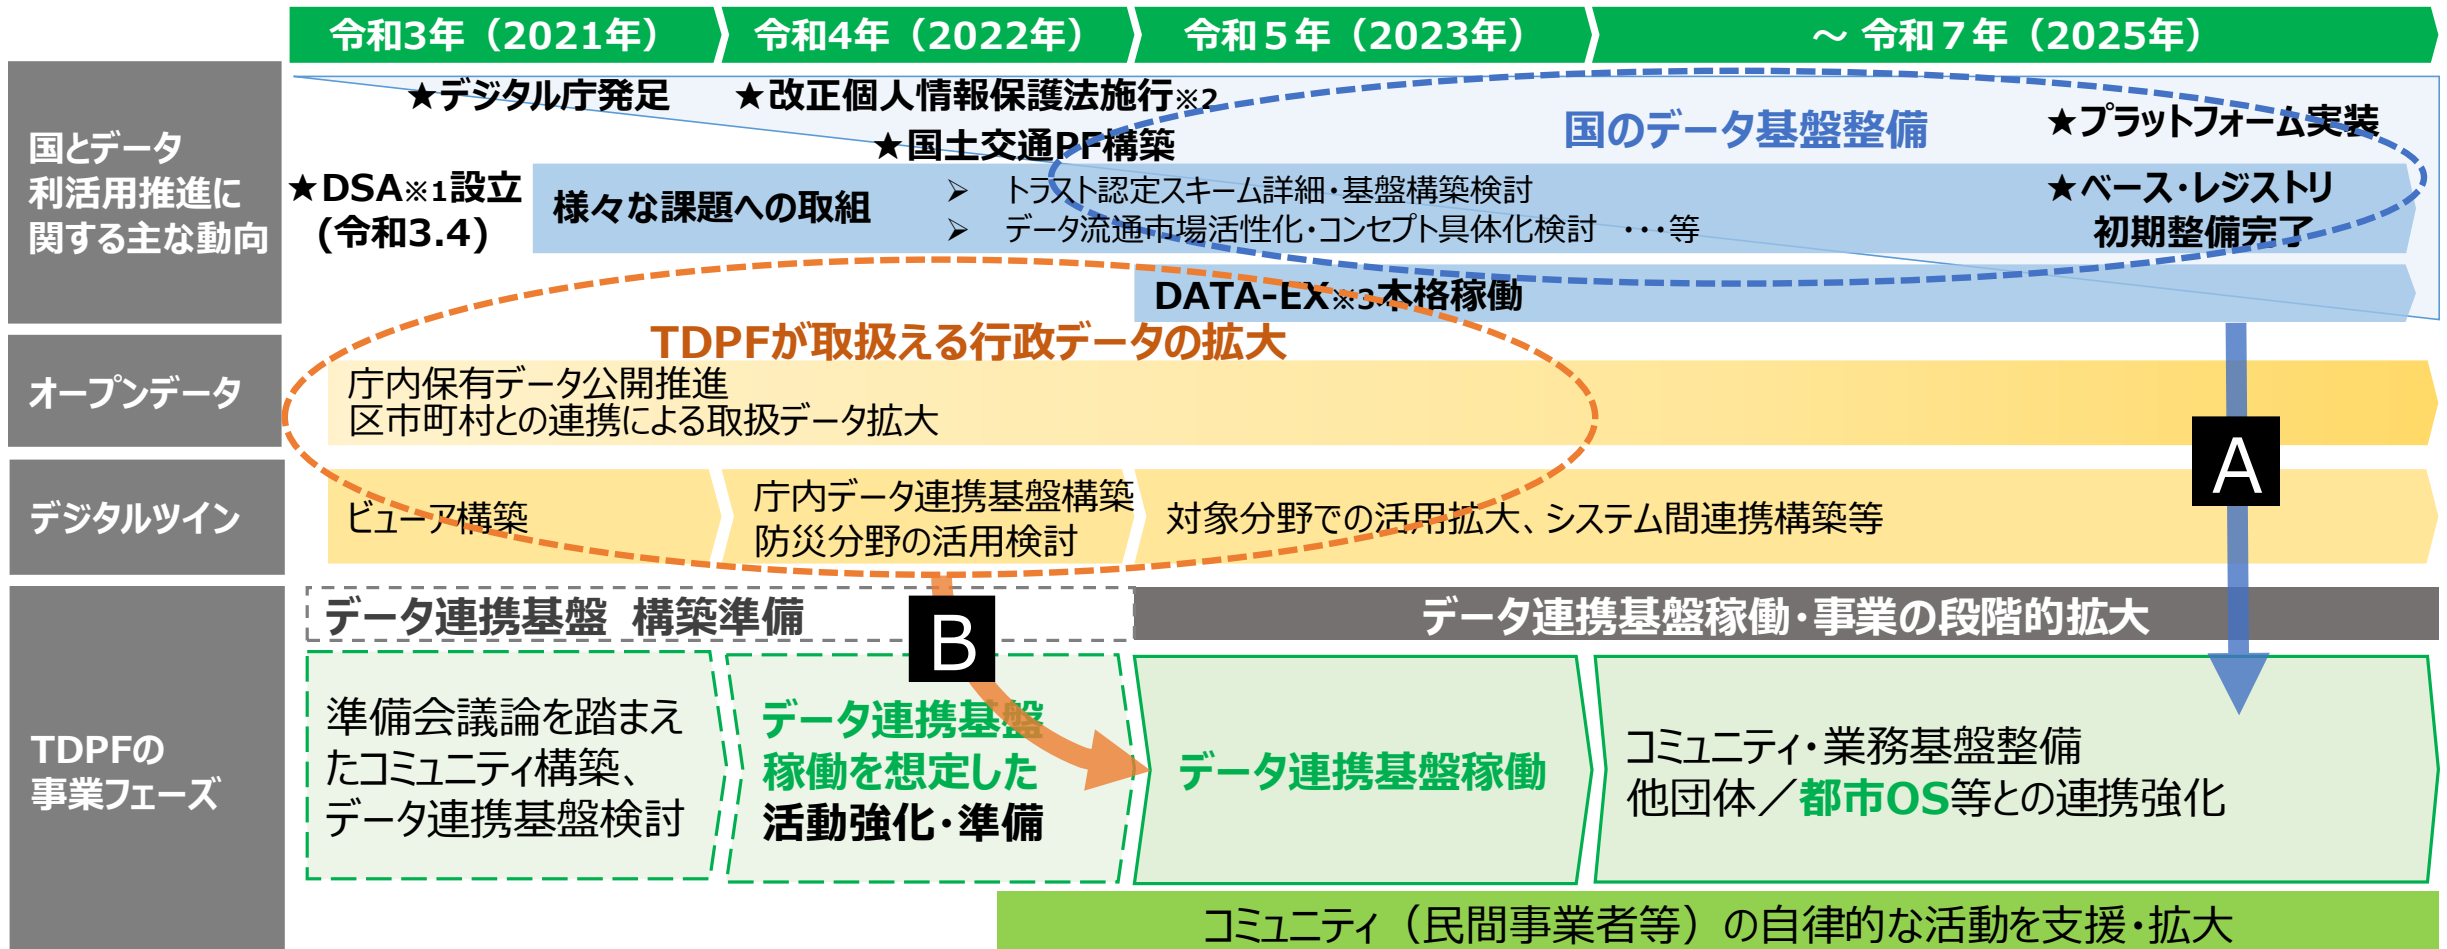 令和3年（2021年）
令和4年（2022年）
令和５年（2023年）
～ 令和７年（2025年）
国とデータ
利活用推進に
関する主な動向
★デジタル庁発足
★改正個人情報保護法施行※2
★国土交通PF構築
国のデータ基盤整備
★プラットフォーム実装
★DSA※1設立
(令和3.4)
様々な課題への取組
➢ トラスト認定スキーム詳細・基盤構築検討
➢ データ流通市場活性化・コンセプト具体化検討 ・・・等
★ベース・レジストリ
初期整備完了
DATA-EX※3本格稼働
TDPFが取扱える行政データの拡大
オープンデータ
庁内保有データ公開推進
区市町村との連携による取扱データ拡大
A
デジタルツイン
ビューア構築
庁内データ連携基盤構築
防災分野の活用検討
対象分野での活用拡大、システム間連携構築等
TDPFの
事業フェーズ
データ連携基盤 構築準備
B
データ連携基盤稼働・事業の段階的拡大
準備会議論を踏まえ
たコミュニティ構築、
データ連携基盤検討
データ連携基盤
稼働を想定した
活動強化・準備
データ連携基盤稼働
コミュニティ・業務基盤整備
他団体／都市OS等との連携強化
コミュニティ（民間事業者等）の自律的な活動を支援・拡大